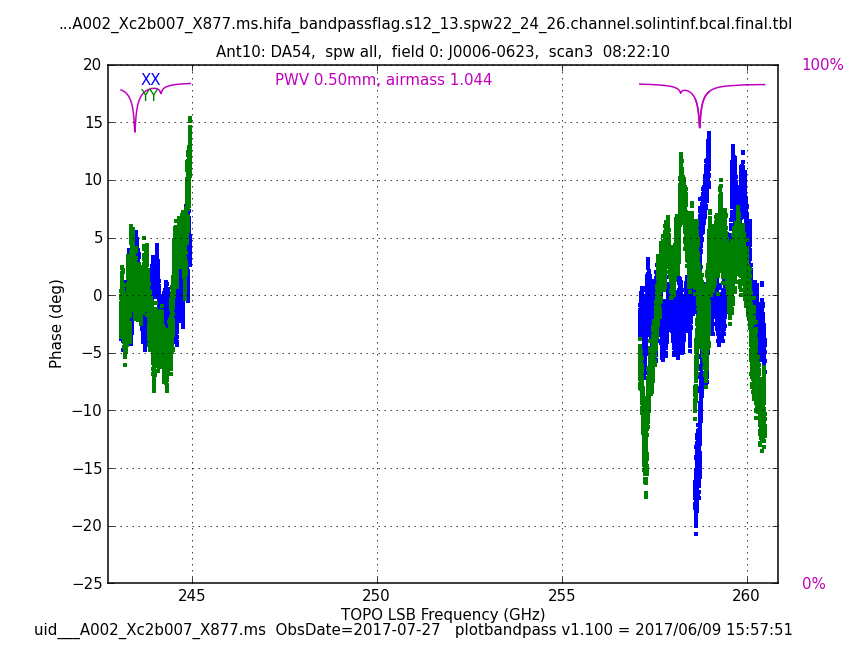 ...A002_Xc2b007_X877.ms.hifa_bandpassflag.s12_13.spw22_24_26.channel.solintinf.bcal.final.tbl
Ant10: DA54,  spw all,  field 0: J0006-0623,  scan3  08:22:10
20
15
10
5
0
−5
−10
−15
−20
−25
Phase (deg)
XX
YY
PWV 0.50mm, airmass 1.044
100%
0%
245
250
255
260
TOPO LSB Frequency (GHz)
uid___A002_Xc2b007_X877.ms  ObsDate=2017-07-27   plotbandpass v1.100 = 2017/06/09 15:57:51